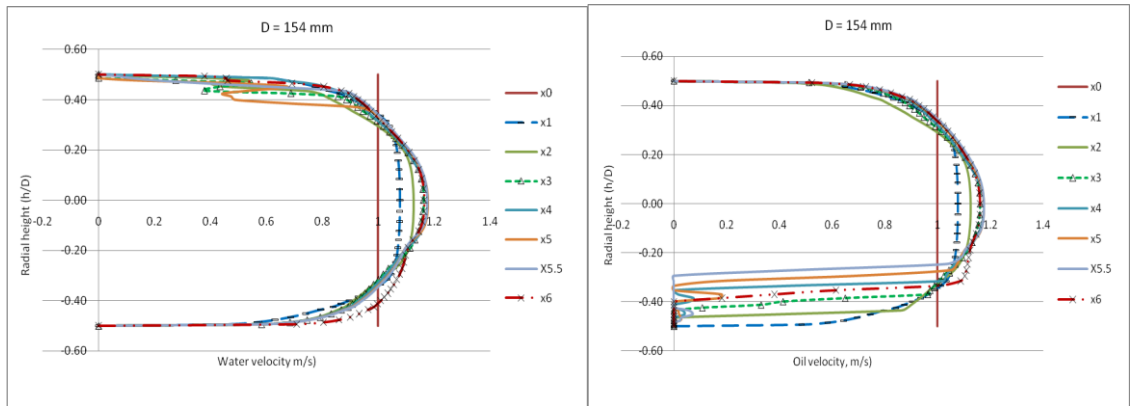 D = 154 mm
0.60
0.40
0.20
0.00
-0.20
-0.40
-0.60
-0.2
0
0.2
0.4
0.6
0.8
1
1.2
1.4
Radial height (h/D)
Water velocity m/s)
x0
x1
x2
x3
x4
x5
X5.5
x6
D = 154 mm
0.60
0.40
0.20
0.00
-0.20
-0.40
-0.60
-0.2
0
0.2
0.4
0.6
0.8
1
1.2
1.4
Radial height (h/D)
Oil velocity, m/s)
x0
x1
x2
x3
x4
x5
X5.5
x6